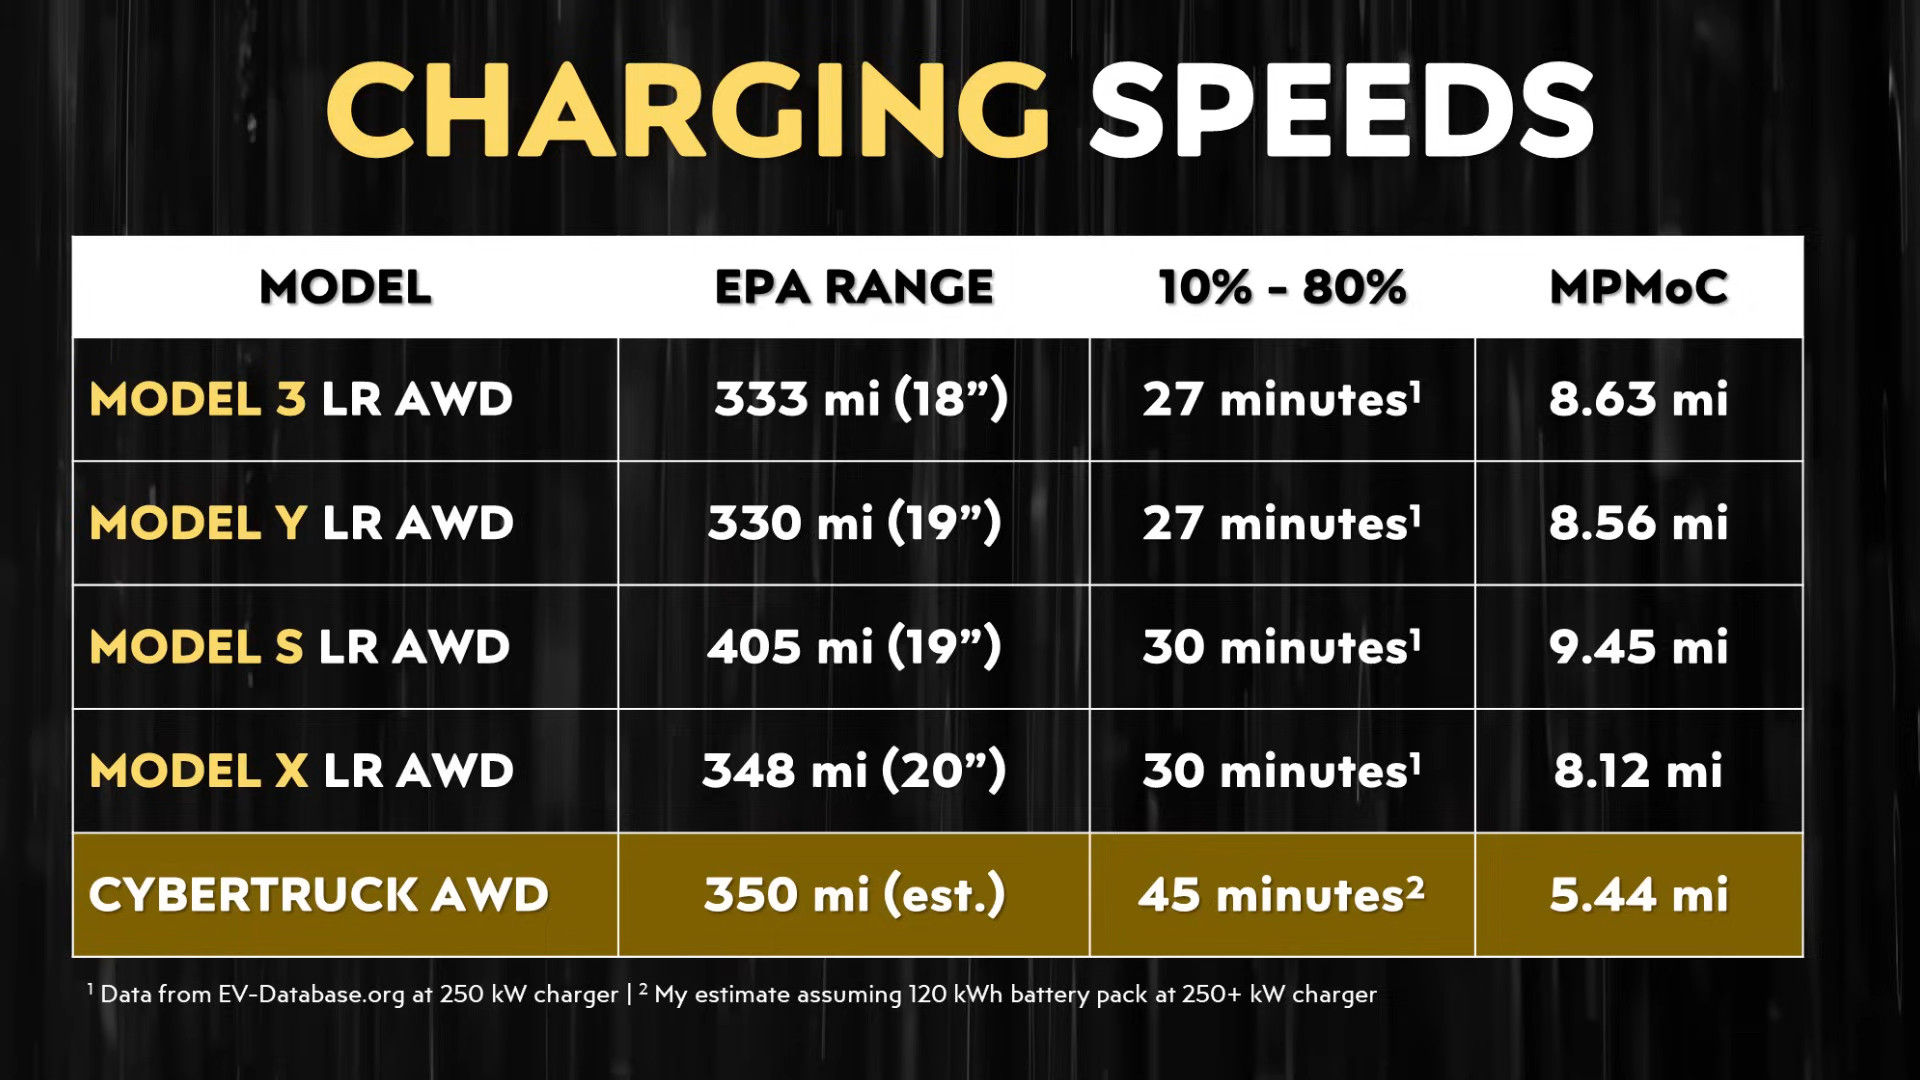 CHARGING SPEEDS
MODEL EPA RANGE 10% - 80% MPMoC
MODEL 3 LR AWD 333 mi (18”) 27 minutes¹ 8.63 mi
MODEL Y LR AWD 330 mi (19”) 27 minutes¹ 8.56 mi
MODEL S LR AWD 405 mi (19”) 30 minutes¹ 9.45 mi
MODEL X LR AWD 348 mi (20”) 30 minutes¹ 8.12 mi
CYBERTRUCK AWD 350 mi (est.) 45 minutes² 5.44 mi
¹ Data from EV-Database.org at 250 kW charger | ² My estimate assuming 120 kWh battery pack at 250+ kW charger